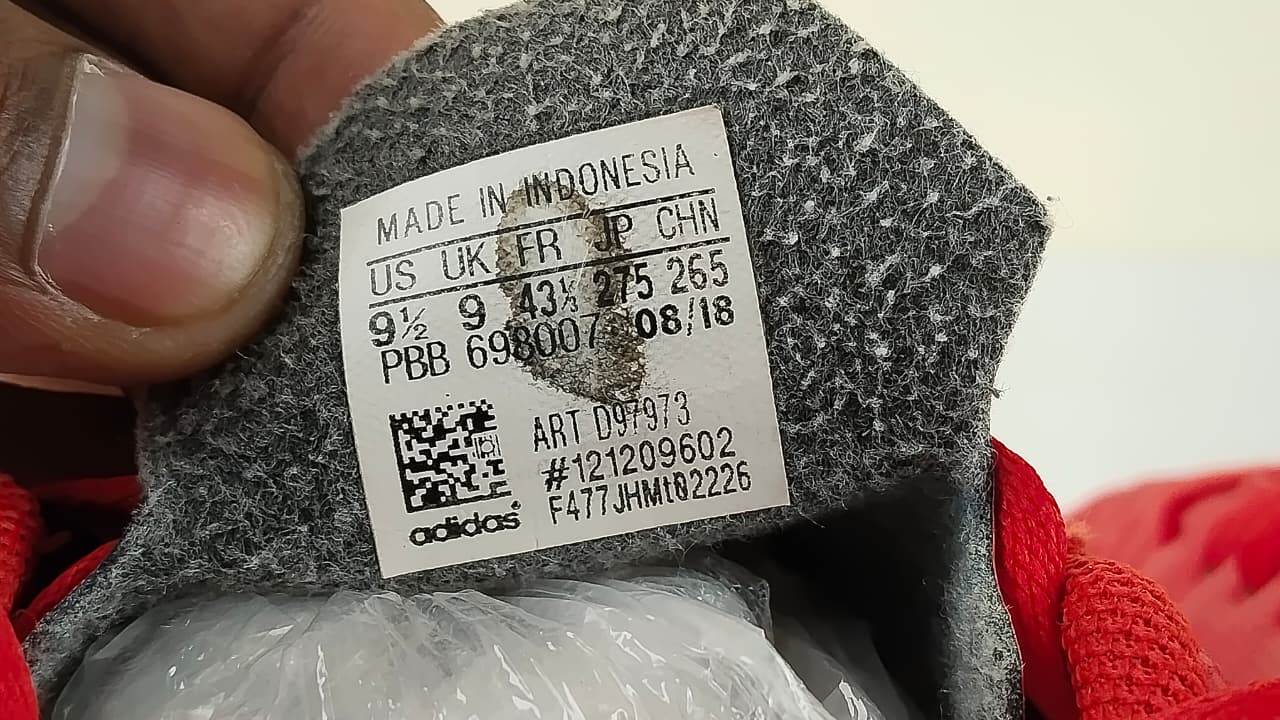 MADE IN INDONESIA
US UK FR JP CHN
9½ 9 43⅓ 275 265
PBB 698007 08/18
ART D97973
#121209602
F477JHMt02226
adidas